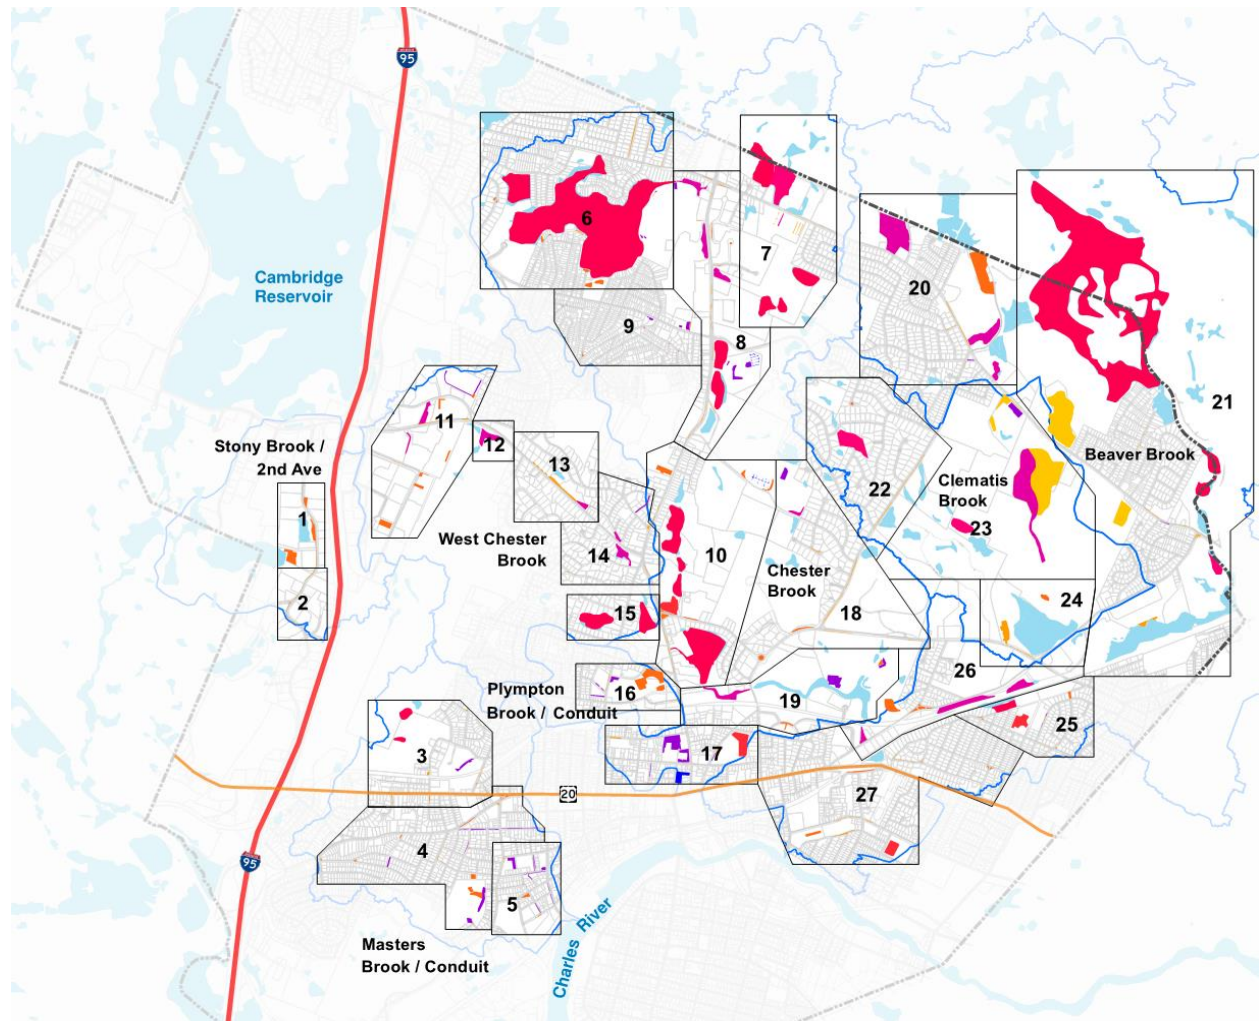 95
6
7
20
Cambridge
Reservoir
9
8
21
11
12
13
Stony Brook /
2nd Ave
Beaver Brook
Clematis
Brook
22
23
1
West Chester
Brook
14
10
Chester
Brook
2
15
18
24
Plympton
Brook / Conduit
16
26
19
25
3
17
20
27
4
95
5
Masters
Brook / Conduit
Charles River